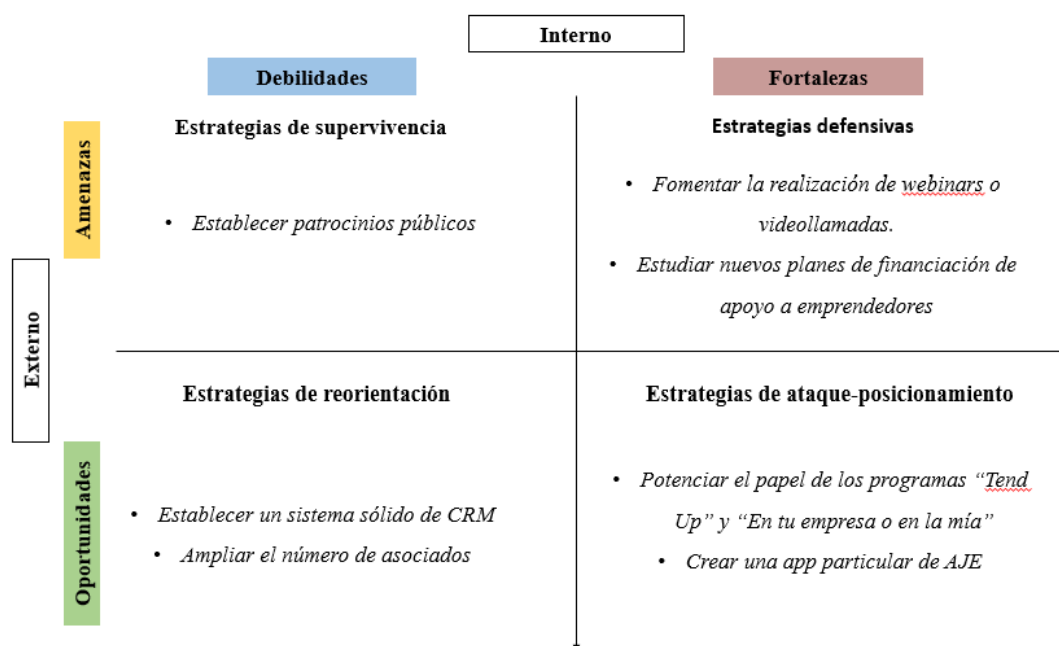 Interno
Debilidades
Fortalezas
Amenazas
Estrategias de supervivencia
• Establecer patrocinios públicos
Estrategias defensivas
• Fomentar la realización de webinars o
videollamadas.
• Estudiar nuevos planes de financiación de
apoyo a emprendedores
Externo
Oportunidades
Estrategias de reorientación
• Establecer un sistema sólido de CRM
• Ampliar el número de asociados
Estrategias de ataque-posicionamiento
• Potenciar el papel de los programas “Tend
Up” y “En tu empresa o en la mía”
• Crear una app particular de AJE